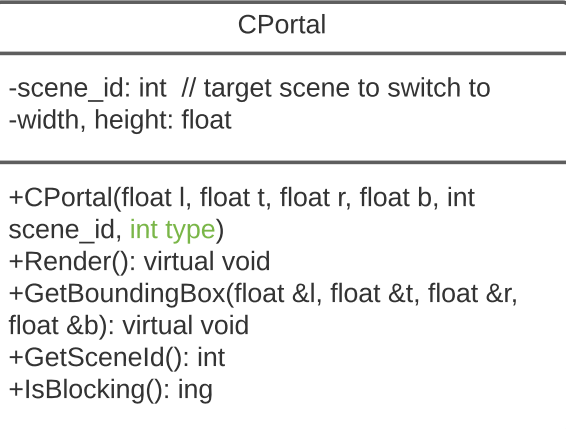 CPortal
-scene_id: int  // target scene to switch to
-width, height: float
+CPortal(float l, float t, float r, float b, int
scene_id, int type)
+Render(): virtual void
+GetBoundingBox(float &l, float &t, float &r,
float &b): virtual void
+GetSceneId(): int
+IsBlocking(): ing